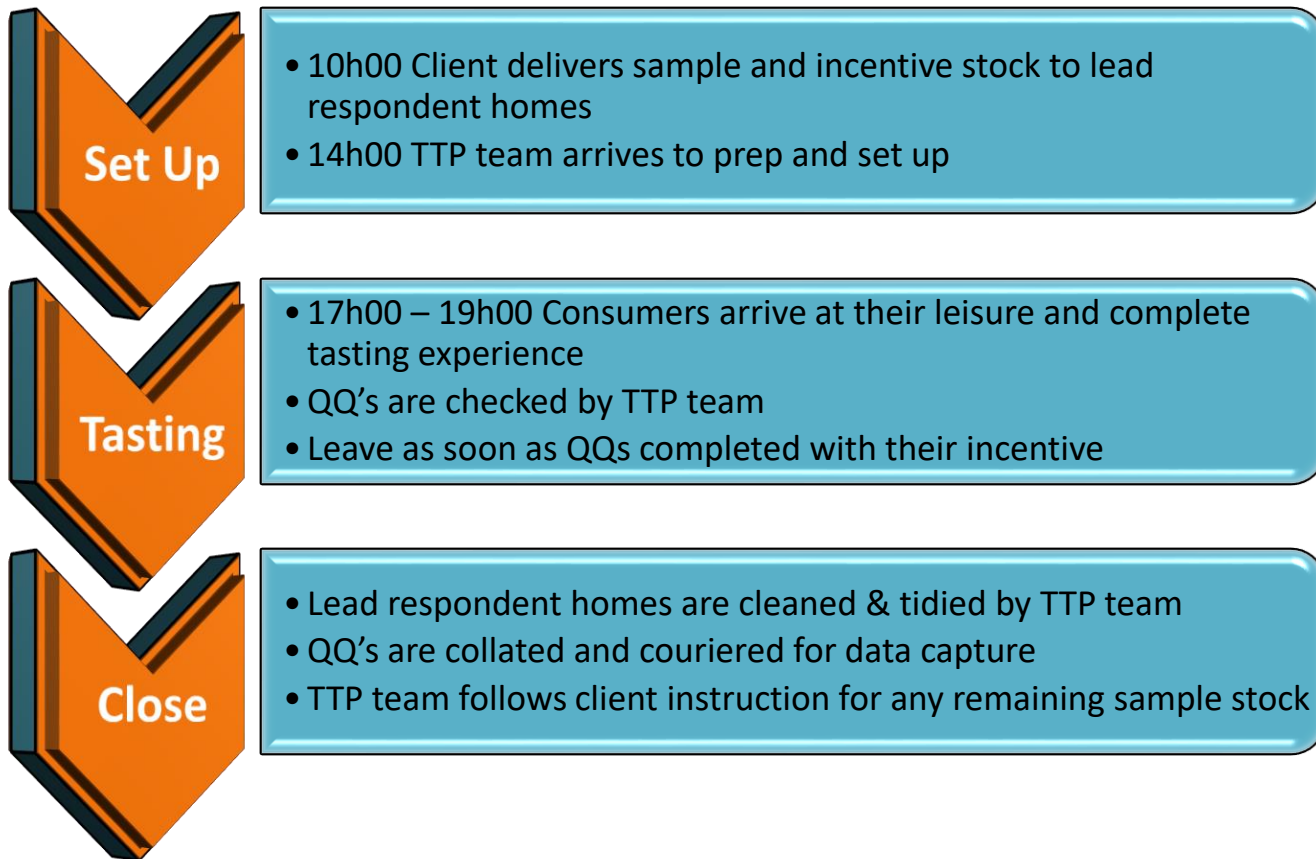 Set Up
• 10h00 Client delivers sample and incentive stock to lead
respondent homes
• 14h00 TTP team arrives to prep and set up
Tasting
• 17h00 – 19h00 Consumers arrive at their leisure and complete
tasting experience
• QQ's are checked by TTP team
• Leave as soon as QQs completed with their incentive
Close
• Lead respondent homes are cleaned & tidied by TTP team
• QQ's are collated and couriered for data capture
• TTP team follows client instruction for any remaining sample stock